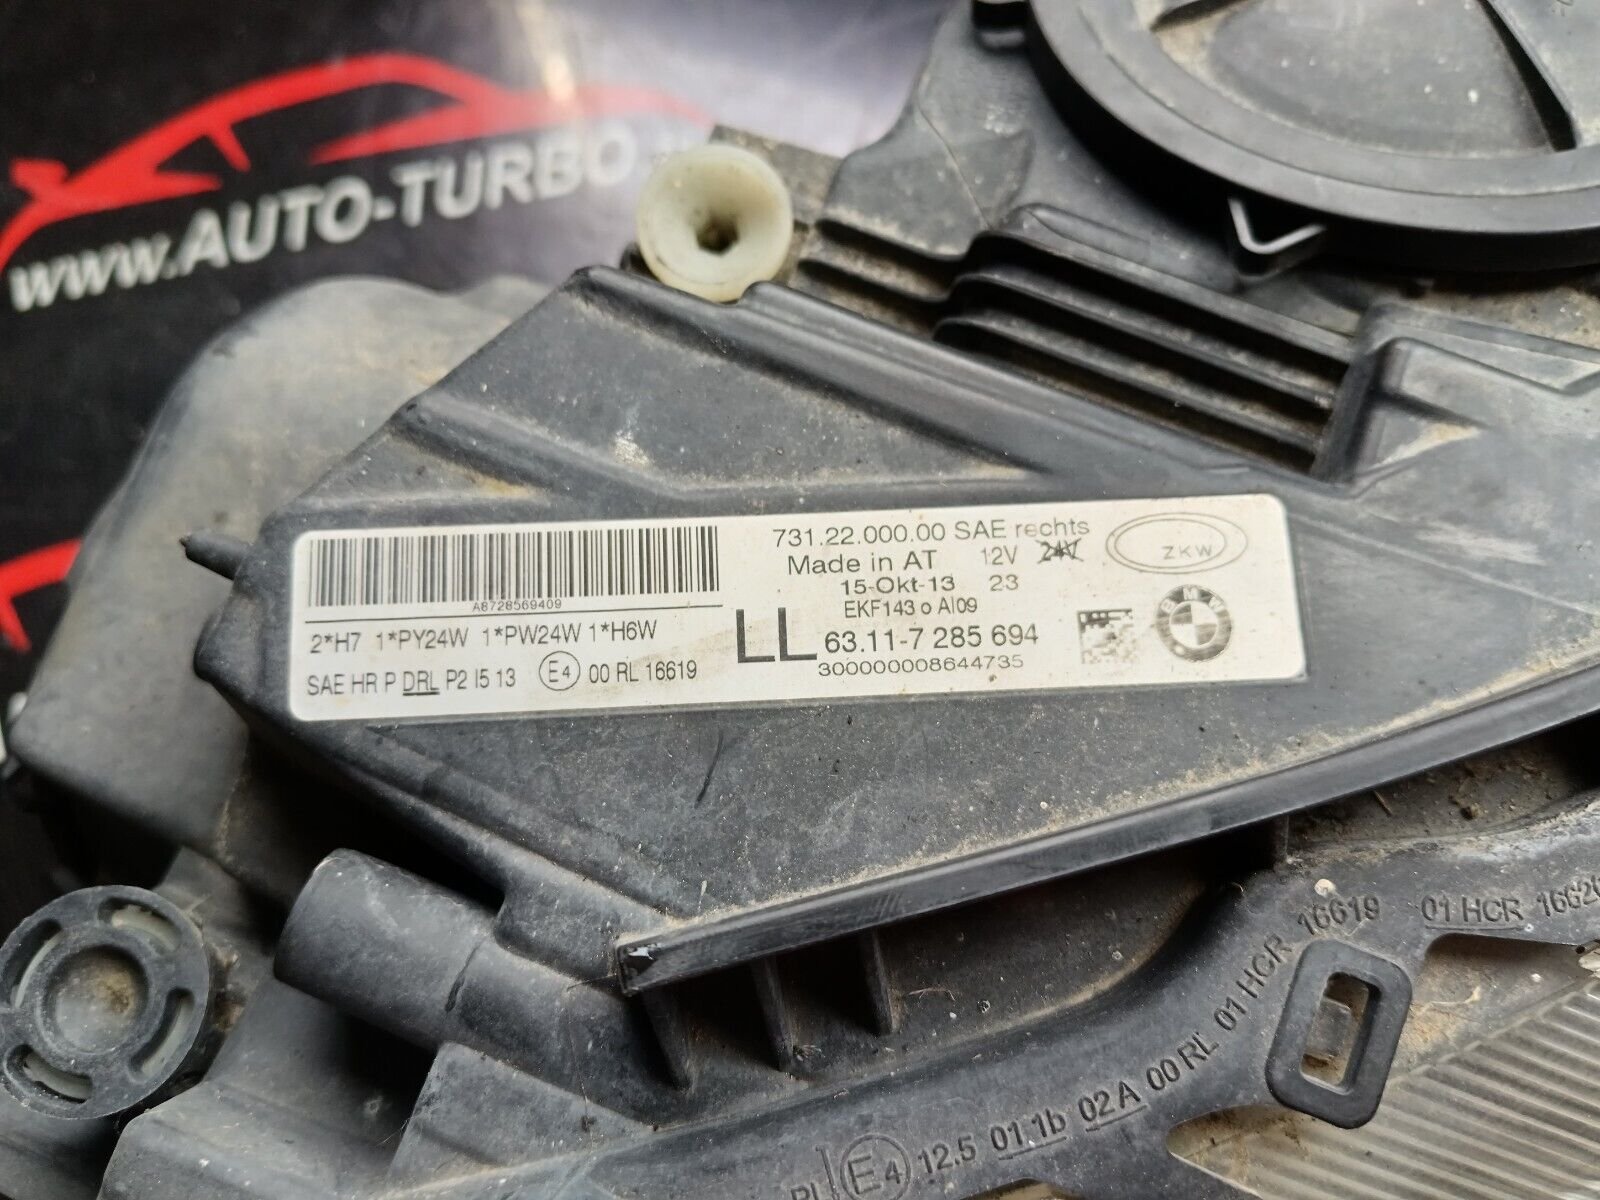 www.AUTO-TURBO.
731.22.000.00 SAE rechts
Made in AT 12V 24V
ZKW
15-Okt-13 23
A8728569409
EKF143 o AI09
BMW
2*H7 1*PY24W 1*PW24W 1*H6W
LL 63.11-7 285 694
300000008644735
SAE HR P DRL P2 I5 13 E4 00 RL 16619
E4 12.5 01 1b 02 A 00 RL 01 HCR 16619 01 HCR